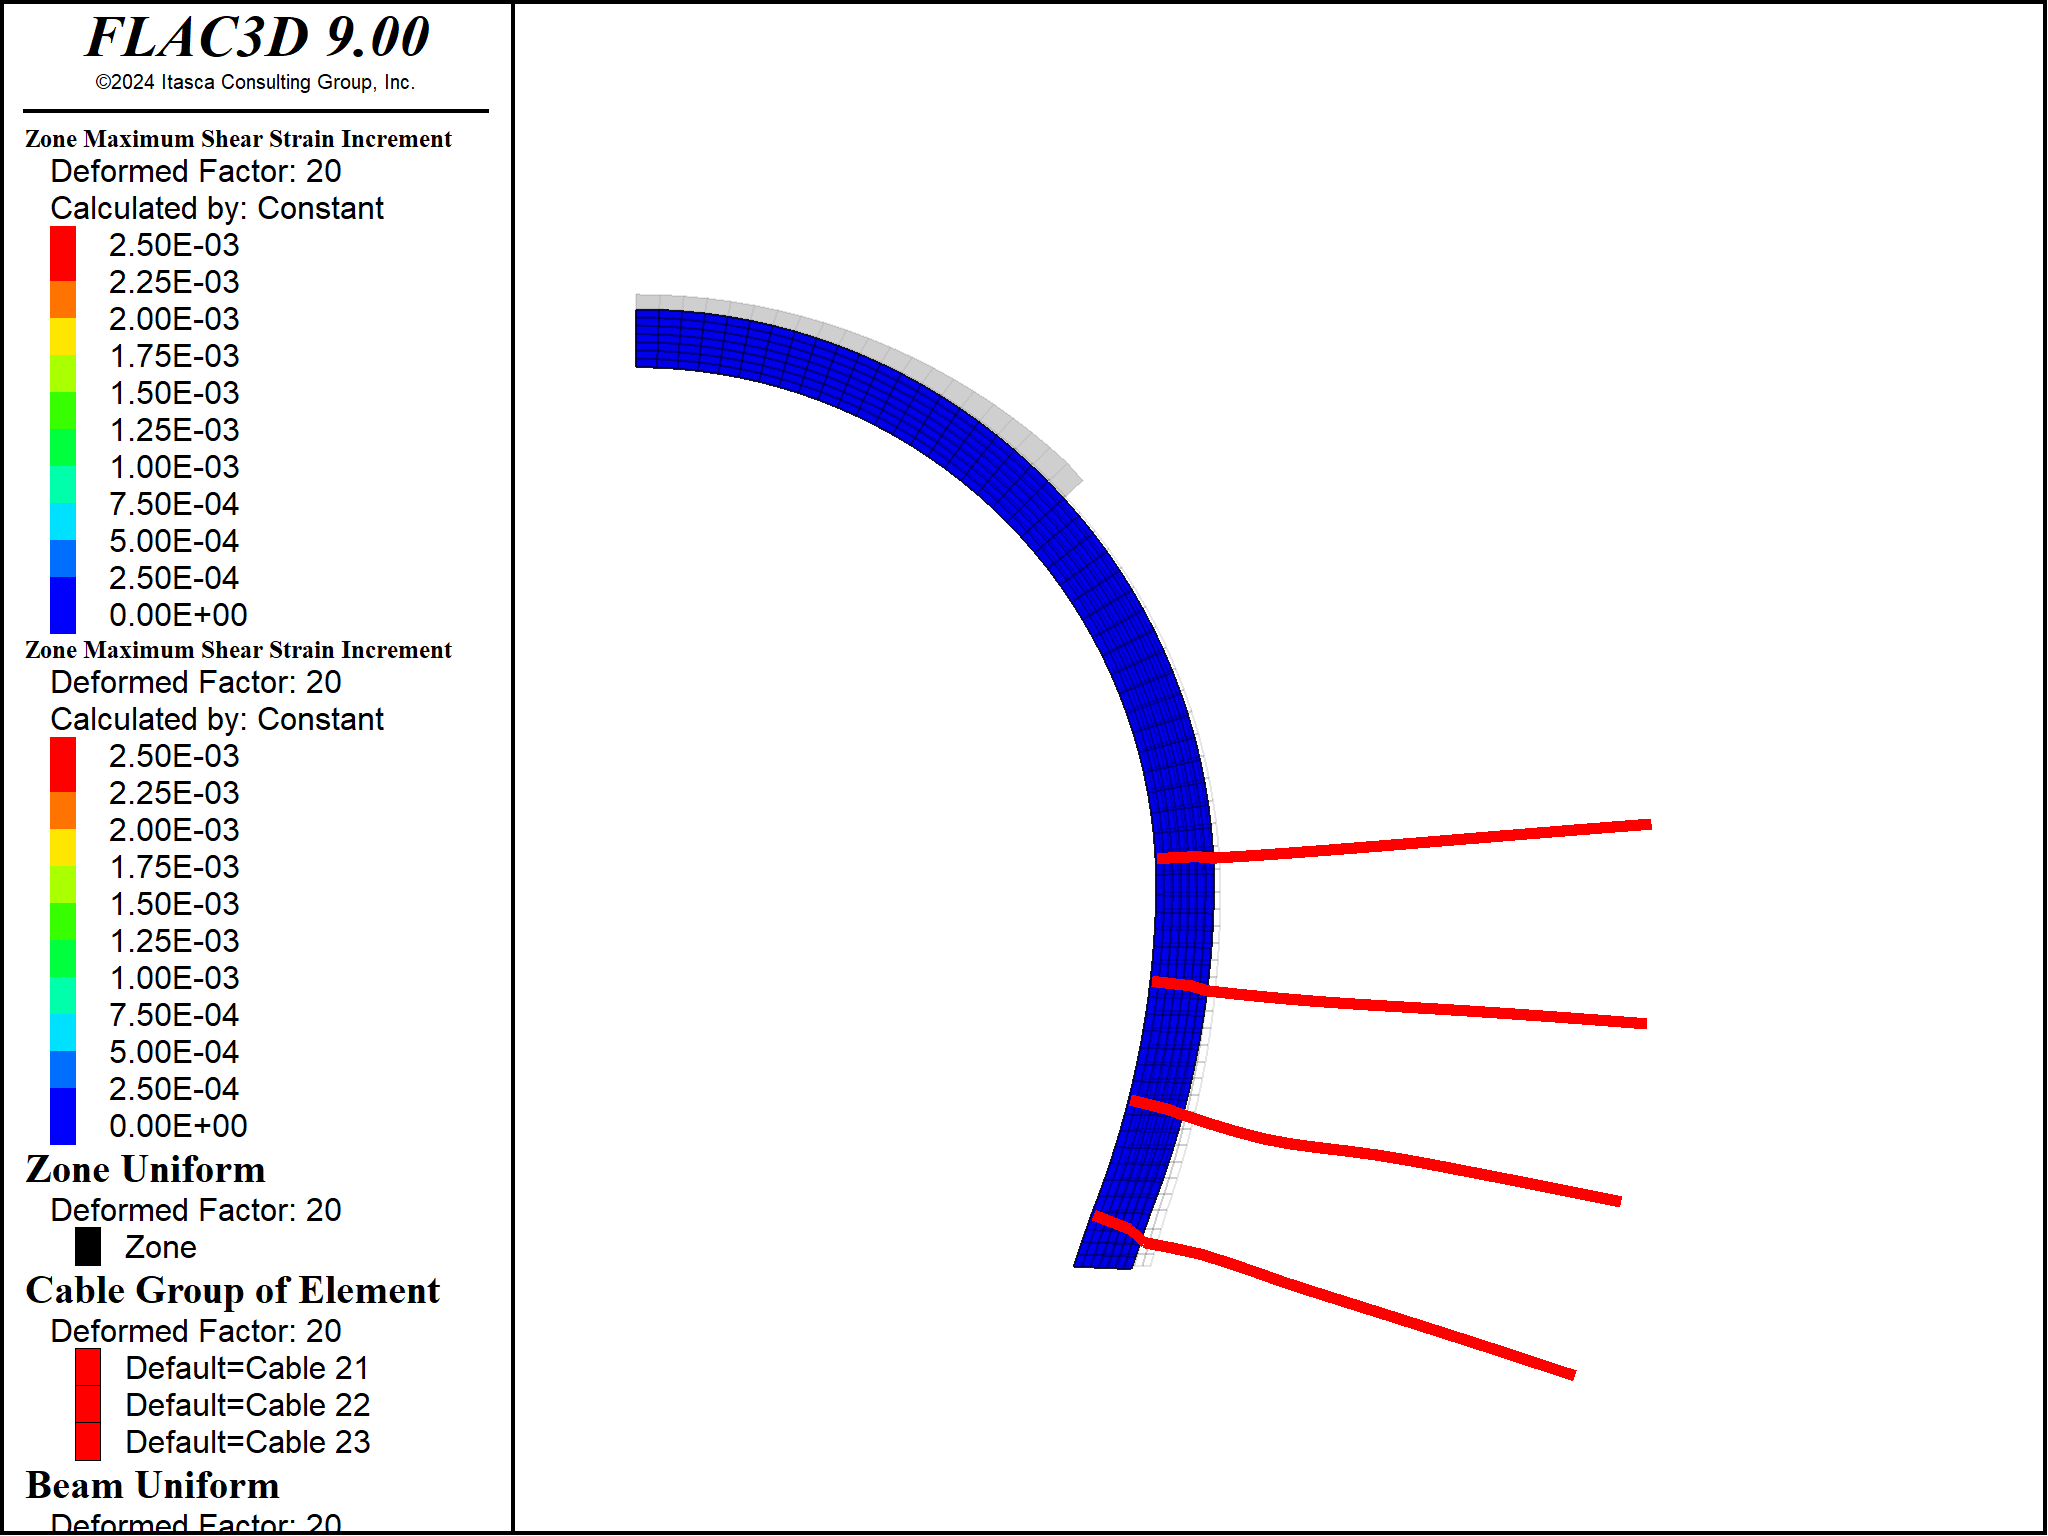 FLAC3D 9.00
©2024 Itasca Consulting Group, Inc.
Zone Maximum Shear Strain Increment
Deformed Factor: 20
Calculated by: Constant
2.50E-03
2.25E-03
2.00E-03
1.75E-03
1.50E-03
1.25E-03
1.00E-03
7.50E-04
5.00E-04
2.50E-04
0.00E+00
Zone Maximum Shear Strain Increment
Deformed Factor: 20
Calculated by: Constant
2.50E-03
2.25E-03
2.00E-03
1.75E-03
1.50E-03
1.25E-03
1.00E-03
7.50E-04
5.00E-04
2.50E-04
0.00E+00
Zone Uniform
Deformed Factor: 20
Zone
Cable Group of Element
Deformed Factor: 20
Default=Cable 21
Default=Cable 22
Default=Cable 23
Beam Uniform
Deformed Factor: 20